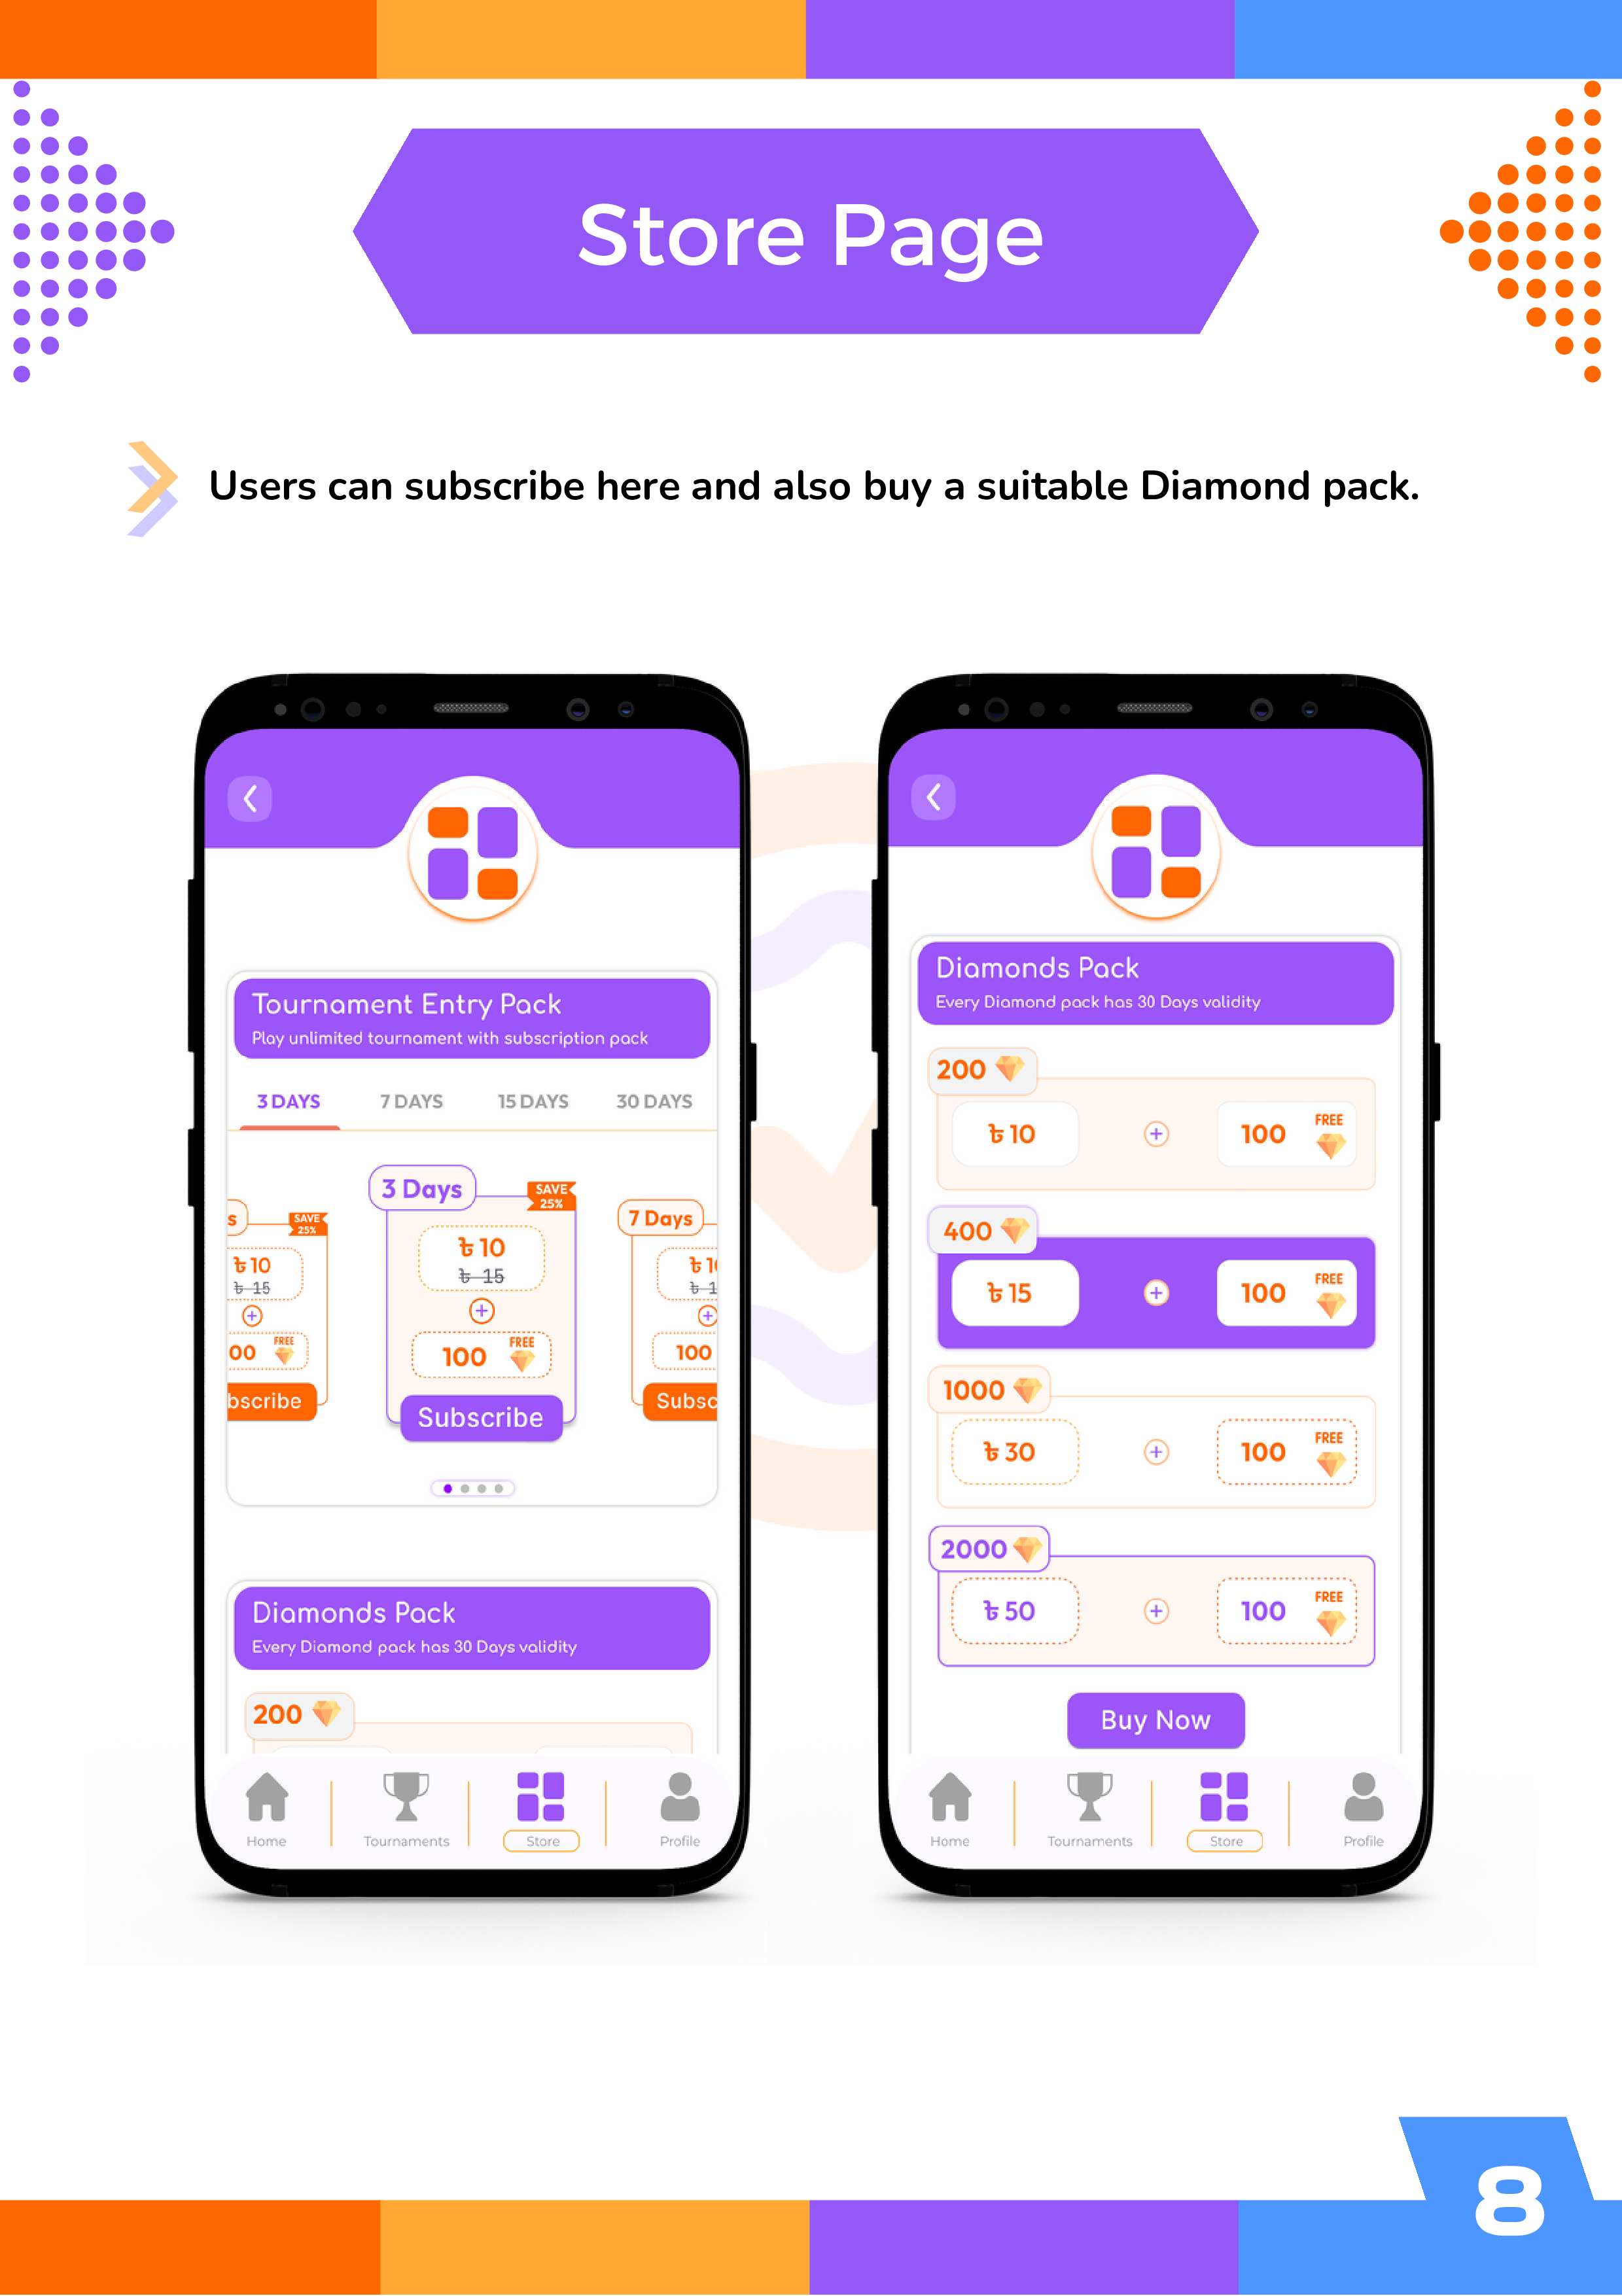 Store Page
Users can subscribe here and also buy a suitable Diamond pack.
Tournament Entry Pack
Play unlimited tournament with subscription pack
3 DAYS 7 DAYS 15 DAYS 30 DAYS
s
SAVE
25%
৳ 10
৳ 15
+
00 FREE
bscribe
3 Days
SAVE
25%
৳ 10
৳ 15
+
100 FREE
Subscribe
7 Days
৳ 10
৳ 1
+
100
Subsc
Diamonds Pack
Every Diamond pack has 30 Days validity
200
Home Tournaments Store Profile
Diamonds Pack
Every Diamond pack has 30 Days validity
200
৳ 10 + 100 FREE
400
৳ 15 + 100 FREE
1000
৳ 30 + 100 FREE
2000
৳ 50 + 100 FREE
Buy Now
Home Tournaments Store Profile
8